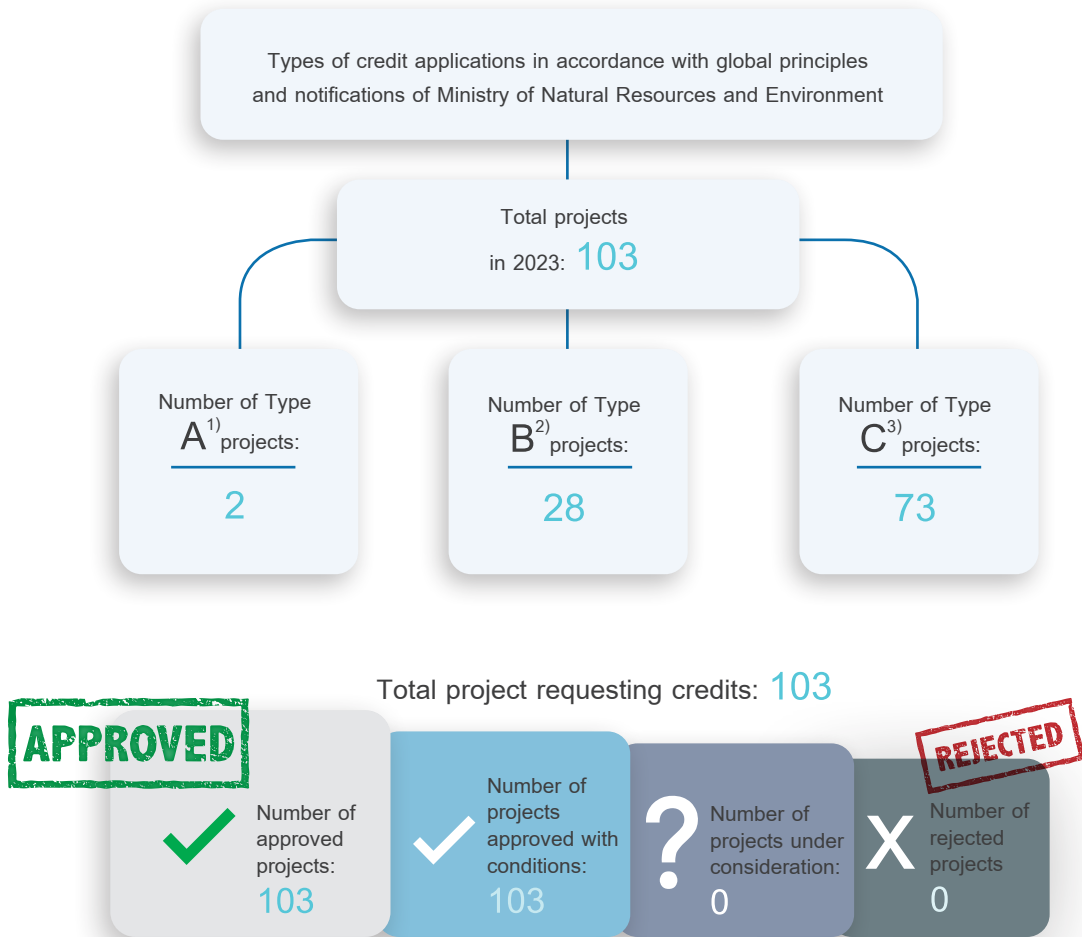 Types of credit applications in accordance with global principles
and notifications of Ministry of Natural Resources and Environment
Total projects
in 2023: 103
Number of Type
A1) projects:
2
Number of Type
B2) projects:
28
Number of Type
C3) projects:
73
Total project requesting credits: 103
APPROVED
Number of
approved
projects:
103
Number of
projects
approved with
conditions:
103
?
Number of
projects under
consideration:
0
REJECTED
X
Number of
rejected
projects
0